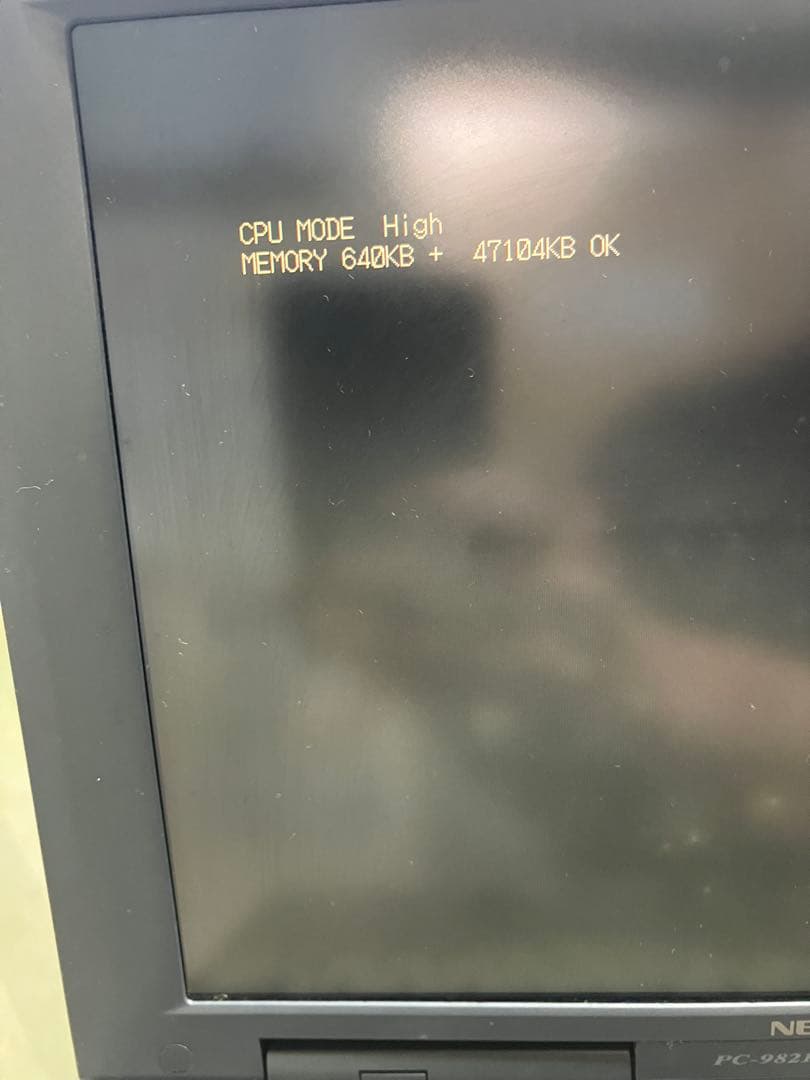 CPU MODE High
MEMORY 640KB + 47104KB OK
NE
PC-982